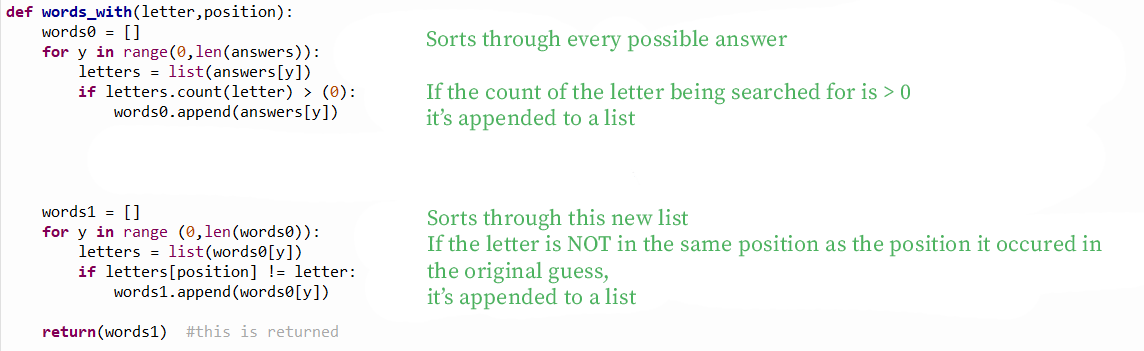 def words_with(letter,position):
    words0 = []
Sorts through every possible answer
    for y in range(0,len(answers)):
        letters = list(answers[y])
        if letters.count(letter) > (0):
If the count of the letter being searched for is > 0
            words0.append(answers[y])
it’s appended to a list
    words1 = []
Sorts through this new list
    for y in range (0,len(words0)):
If the letter is NOT in the same position as the position it occured in
        letters = list(words0[y])
        if letters[position] != letter:
the original guess,
            words1.append(words0[y])
it’s appended to a list
    return(words1)  #this is returned